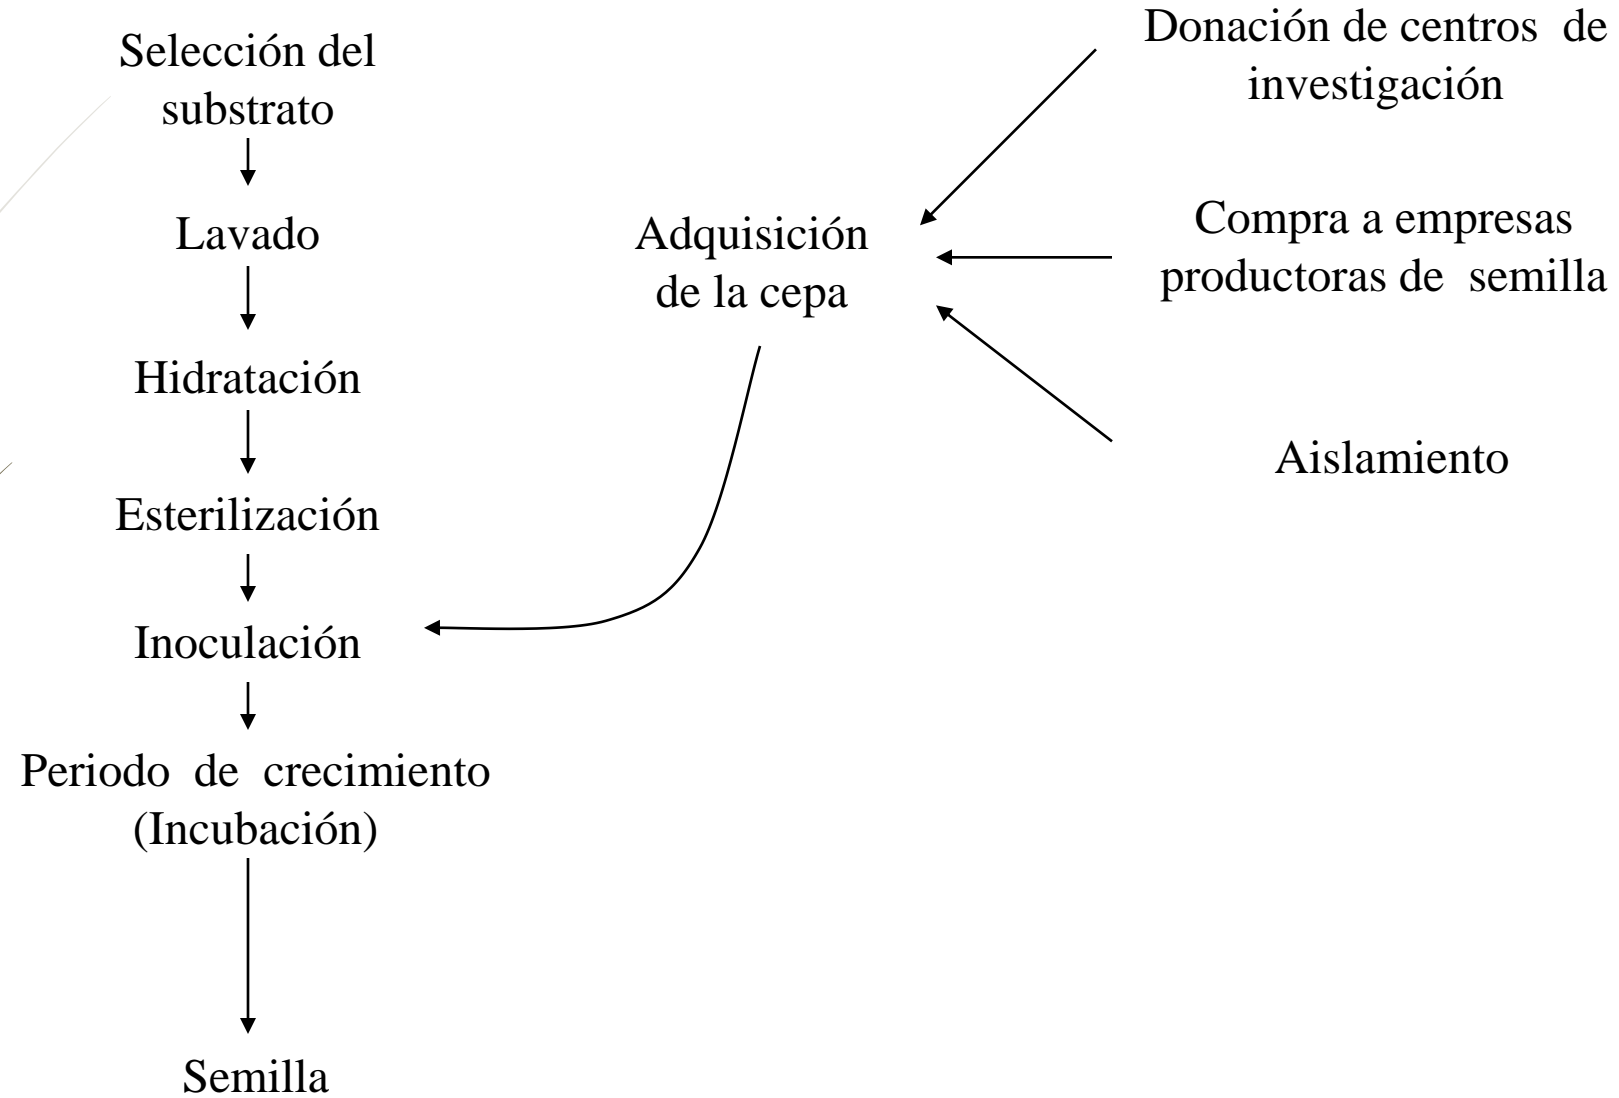 Selección del
substrato
Lavado
Hidratación
Esterilización
Inoculación
Periodo de crecimiento
(Incubación)
Semilla
Adquisición
de la cepa
Donación de centros de
investigación
Compra a empresas
productoras de semilla
Aislamiento